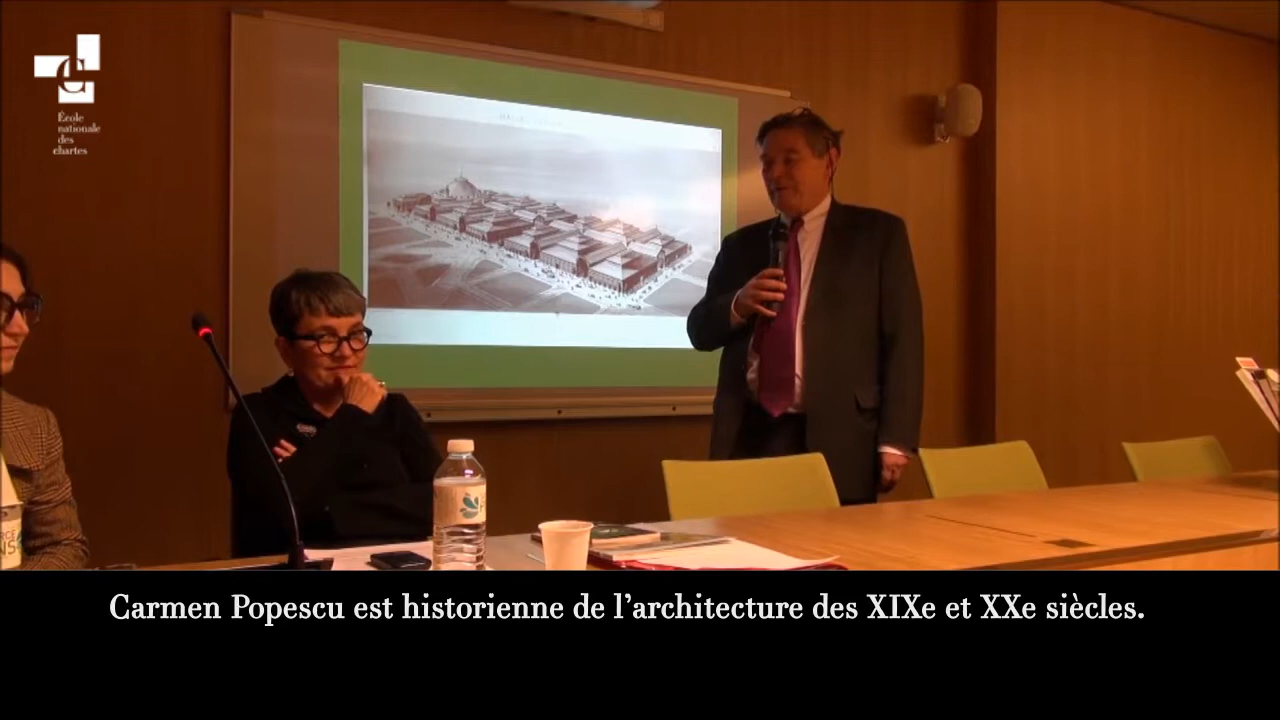 École
nationale
des
chartes
Carmen Popescu est historienne de l'architecture des XIXe et XXe siècles.